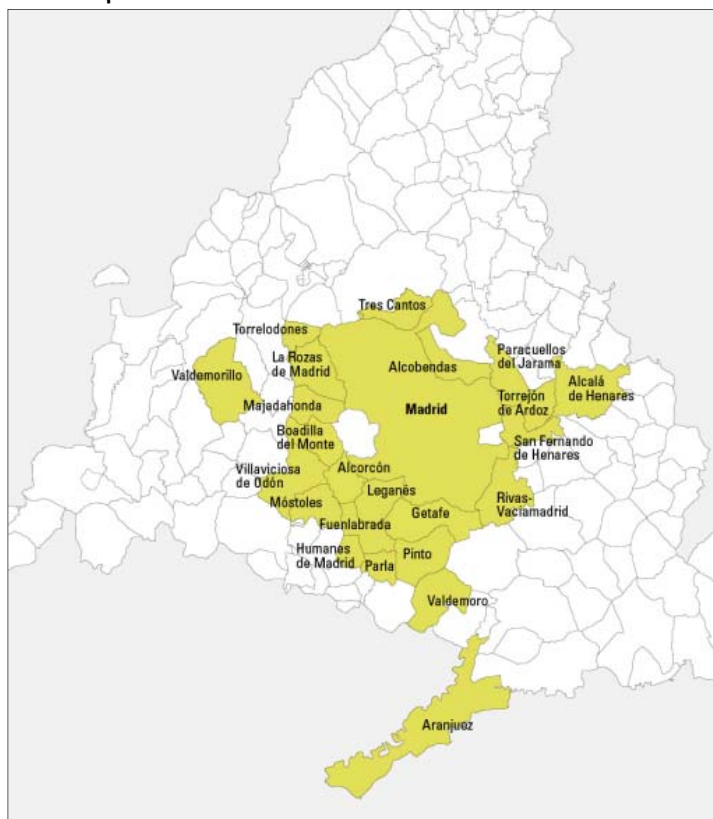 Tres Cantos
Torrelodones
La Rozas
de Madrid
Paracuellos
del Jarama
Valdemorillo
Alcobendas
Alcalá
de Henares
Majadahonda
Madrid
Torrejón
de Ardoz
Boadilla
del Monte
San Fernando
de Henares
Villaviciosa
de Odón
Alcorcón
Leganés
Móstoles
Rivas-
Vaciamadrid
Fuenlabrada
Getafe
Humanes
de Madrid
Parla
Pinto
Valdemoro
Aranjuez